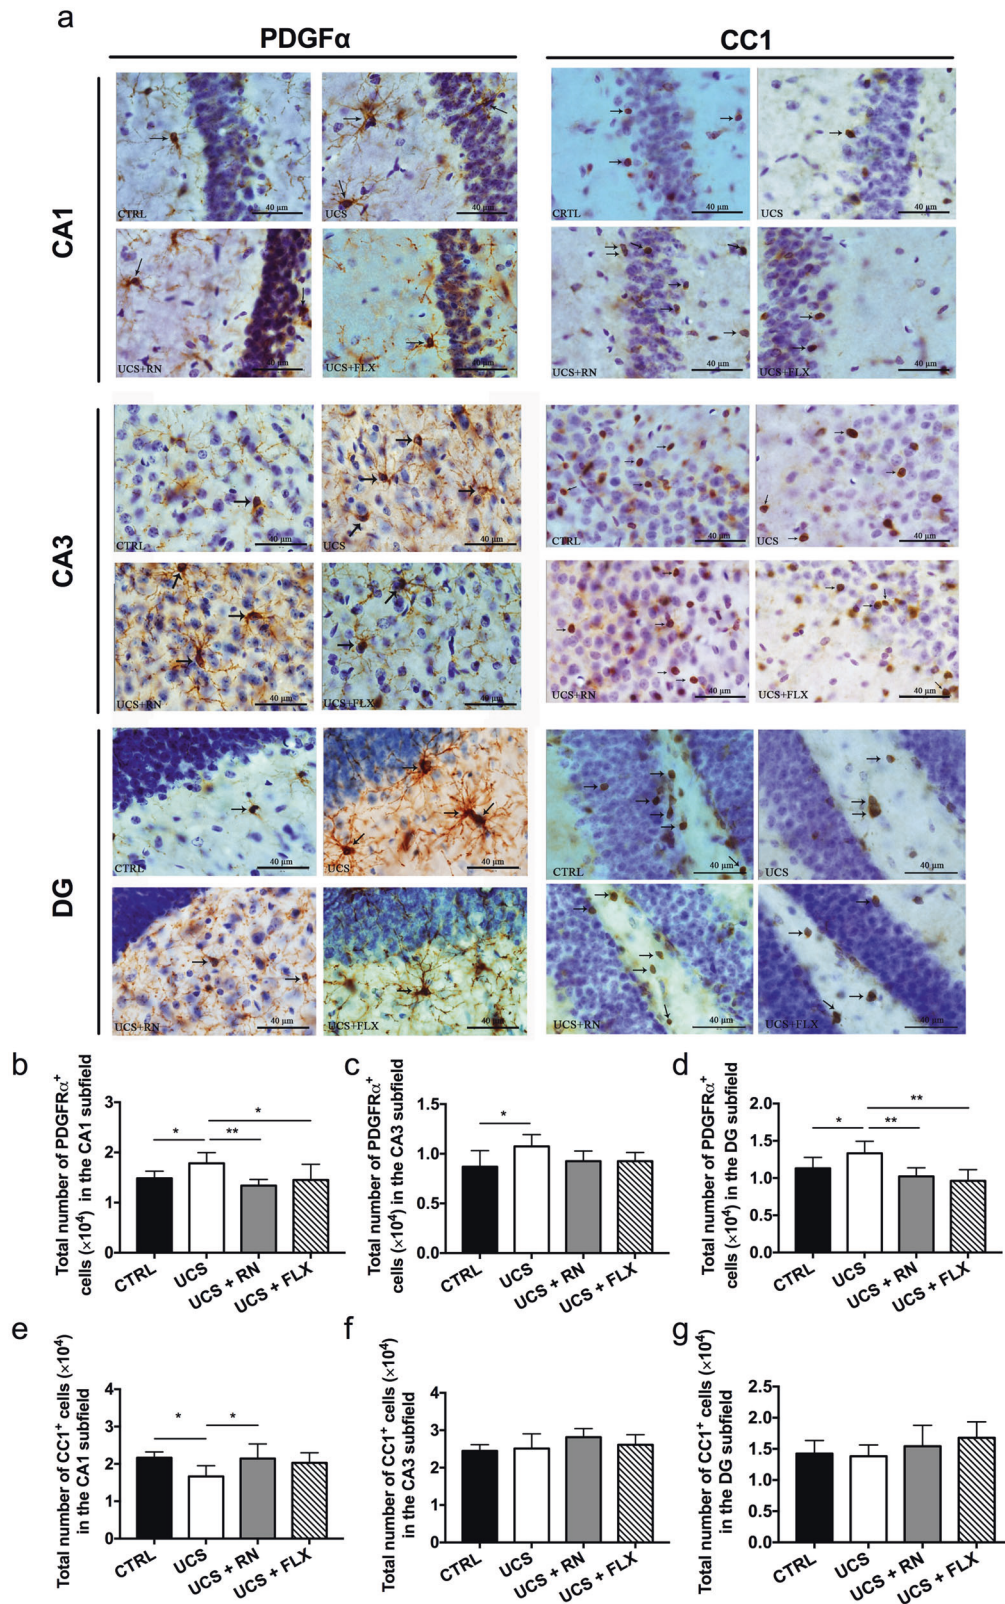 a
PDGFα
CC1
CA1
CTRL
40 μm
UCS
40 μm
CRTL
40 μm
UCS
40 μm
UCS+RN
40 μm
UCS+FLX
40 μm
UCS+RN
40 μm
UCS+FLX
40 μm
CA3
CTRL
40 μm
UCS
40 μm
CTRL
40 μm
UCS
40 μm
UCS+RN
40 μm
UCS+FLX
40 μm
UCS+RN
40 μm
UCS+FLX
40 μm
DG
CTRL
40 μm
UCS
40 μm
CTRL
40 μm
UCS
40 μm
UCS+RN
40 μm
UCS+FLX
40 μm
UCS+RN
40 μm
UCS+FLX
40 μm
b
Total number of PDGFRα⁺
cells (×10⁴) in the CA1 subfield
3
2
1
0
*
**
*
CTRL
UCS
UCS + RN
UCS + FLX
c
Total number of PDGFRα⁺
cells (×10⁴) in the CA3 subfield
1.5
1.0
0.5
0.0
*
CTRL
UCS
UCS + RN
UCS + FLX
d
Total number of PDGFRα⁺
cells (×10⁴) in the DG subfield
2.0
1.5
1.0
0.5
0.0
*
**
**
CTRL
UCS
UCS + RN
UCS + FLX
e
Total number of CC1⁺ cells (×10⁴)
in the CA1 subfield
4
3
2
1
0
*
*
CTRL
UCS
UCS + RN
UCS + FLX
f
Total number of CC1⁺ cells (×10⁴)
in the CA3 subfield
4
3
2
1
0
CTRL
UCS
UCS + RN
UCS + FLX
g
Total number of CC1⁺ cells (×10⁴)
in the DG subfield
2.5
2.0
1.5
1.0
0.5
0.0
CTRL
UCS
UCS + RN
UCS + FLX